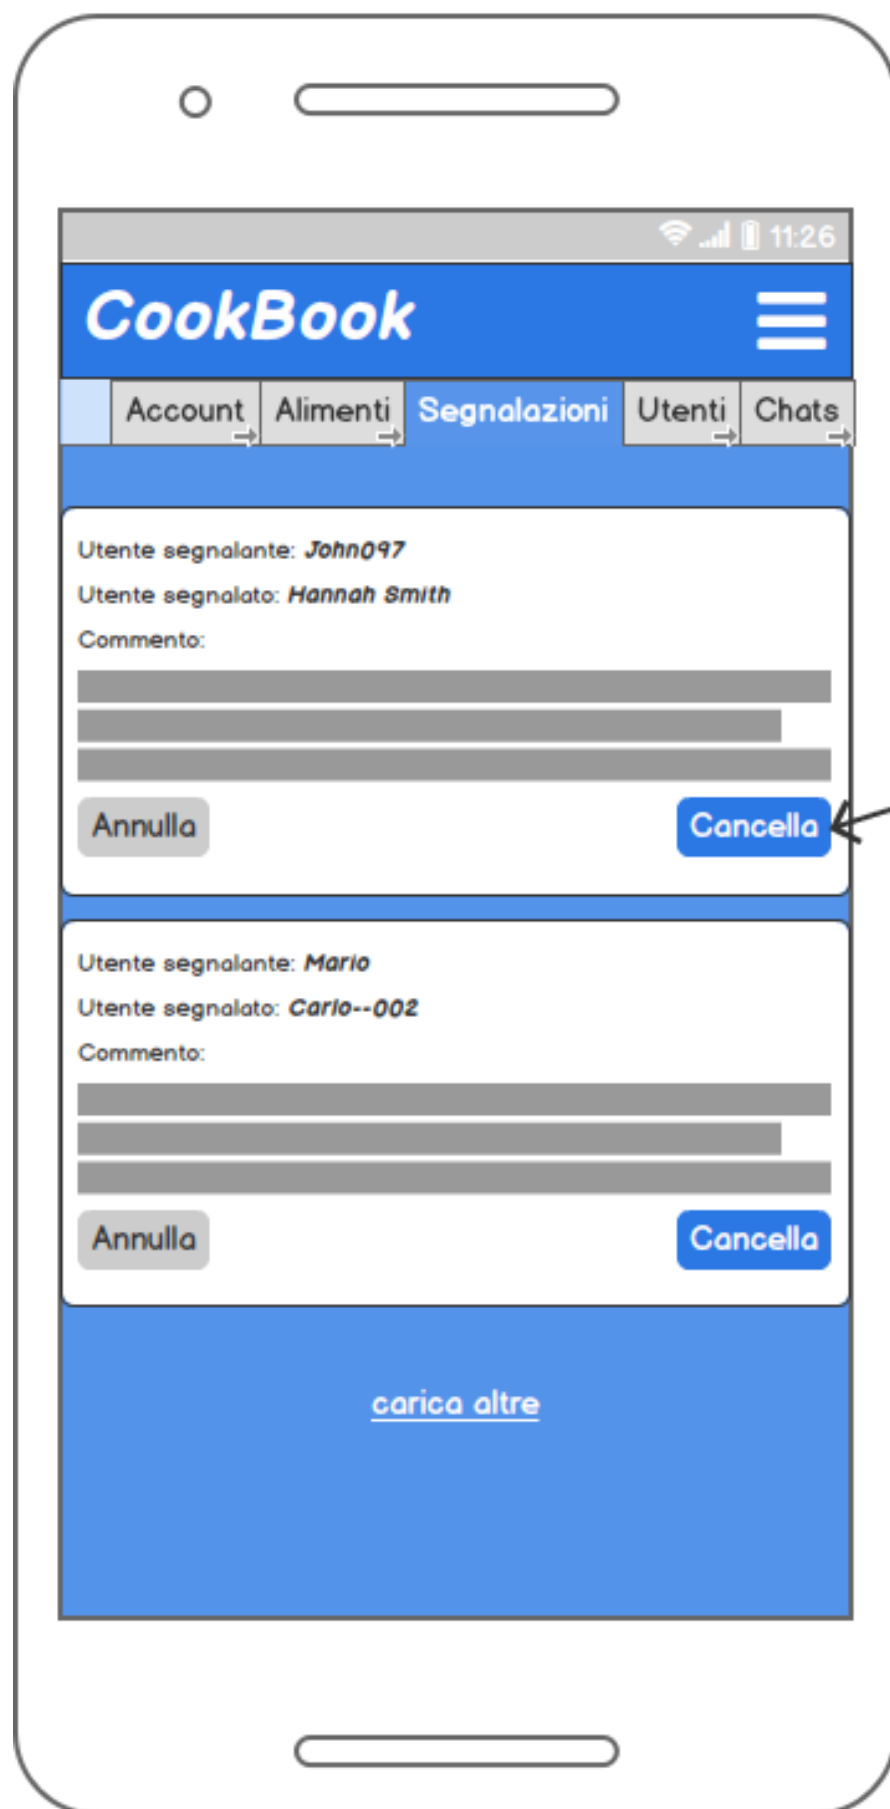 11:26
CookBook
Account Alimenti Segnalazioni Utenti Chats
Utente segnalante: John097
Utente segnalato: Hannah Smith
Commento:
Annulla Cancella
Utente segnalante: Mario
Utente segnalato: Carlo--002
Commento:
Annulla Cancella
carica altre